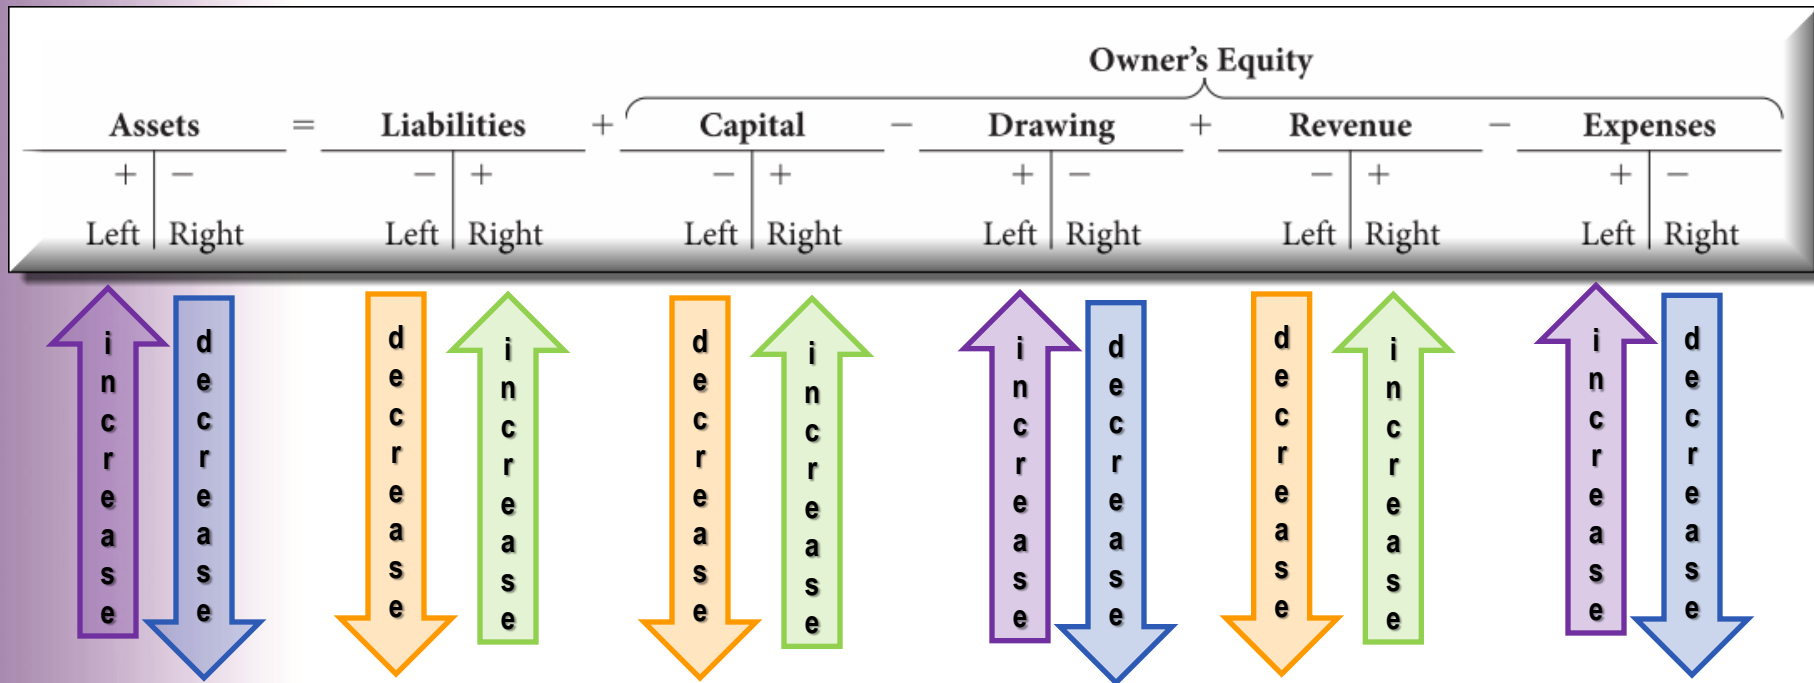 Owner's Equity
Assets = Liabilities + Capital − Drawing + Revenue − Expenses
+ − − + − + + − − + + −
Left Right Left Right Left Right Left Right Left Right Left Right
increase decrease decrease increase decrease increase increase decrease decrease increase increase decrease